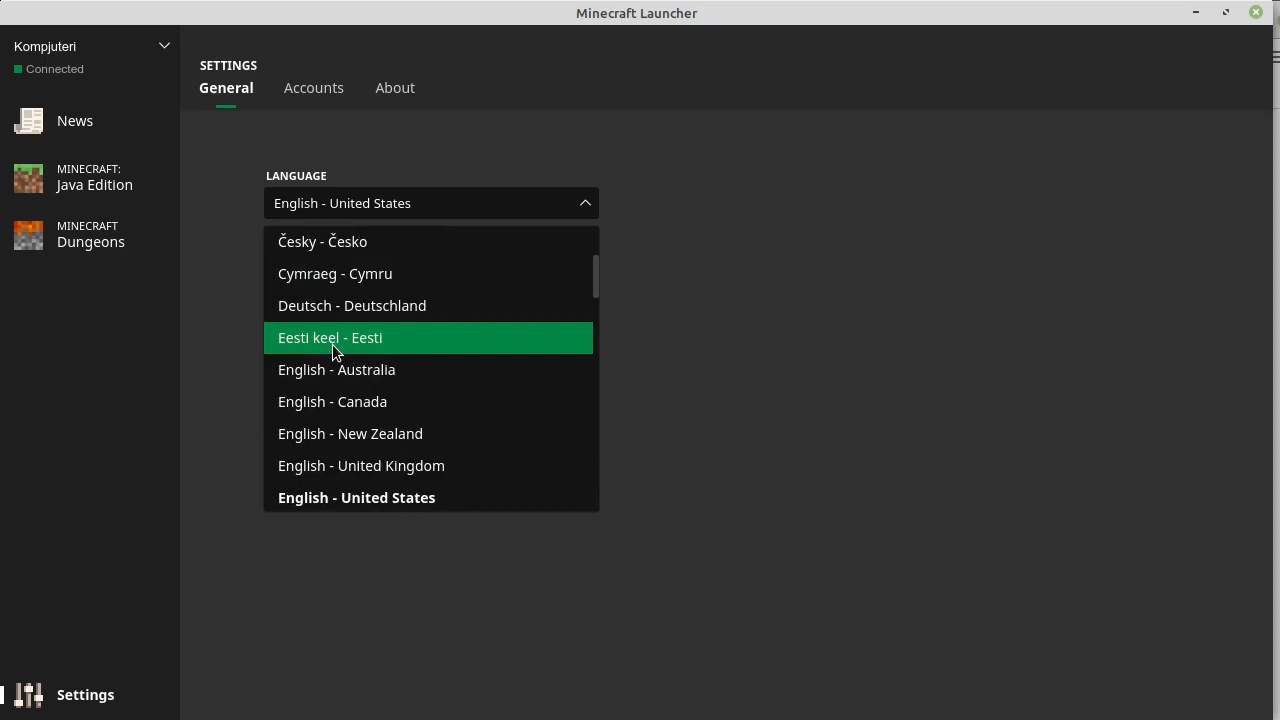 Minecraft Launcher
Kompjuteri
Connected
News
MINECRAFT:
Java Edition
MINECRAFT
Dungeons
Settings
SETTINGS
General Accounts About
LANGUAGE
English - United States
Česky - Česko
Cymraeg - Cymru
Deutsch - Deutschland
Eesti keel - Eesti
English - Australia
English - Canada
English - New Zealand
English - United Kingdom
English - United States